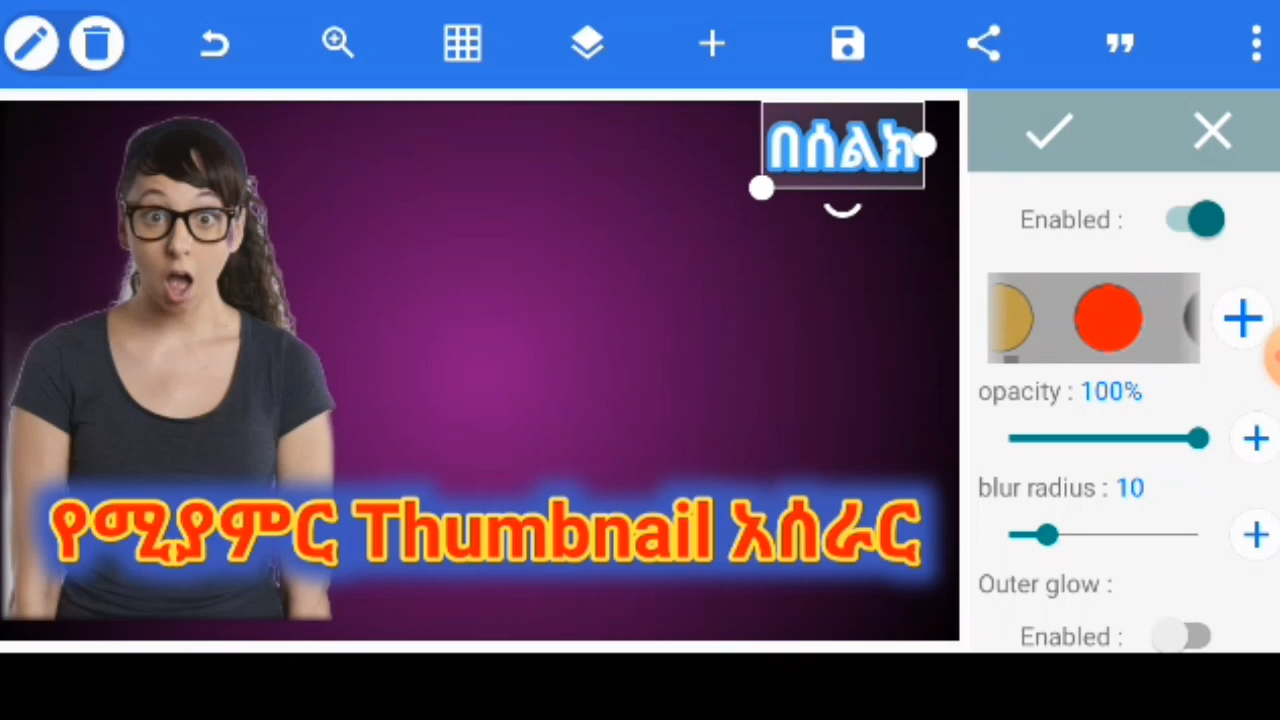 በሰልክ
Enabled :
opacity : 100%
blur radius : 10
Outer glow :
Enabled :
የሚያምር Thumbnail አሰራር